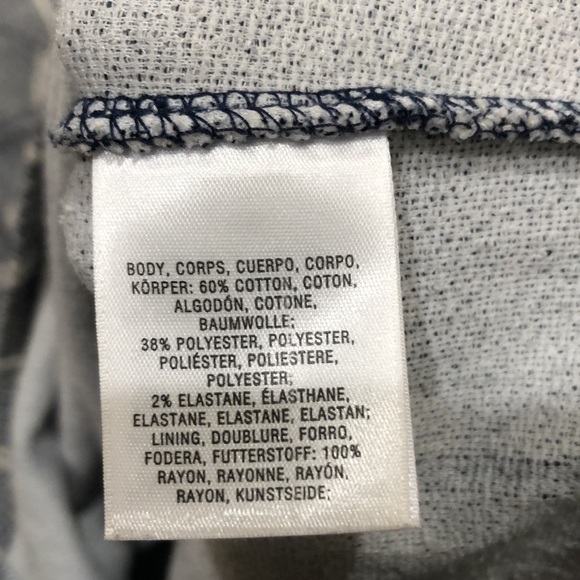 BODY, CORPS, CUERPO, CORPO,
KÖRPER: 60% COTTON, COTON,
ALGODÓN, COTONE,
BAUMWOLLE;
38% POLYESTER, POLYESTER,
POLIÉSTER, POLIESTERE,
POLYESTER;
2% ELASTANE, ÉLASTHANE,
ELASTANE, ELASTANE, ELASTAN;
LINING, DOUBLURE, FORRO,
FODERA, FUTTERSTOFF: 100%
RAYON, RAYONNE, RAYÓN,
RAYON, KUNSTSEIDE;